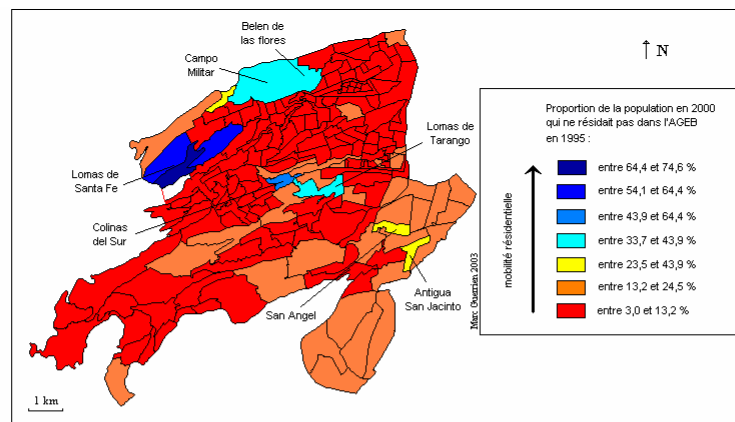 Belen de
las flores
Campo
Militar
N
Lomas de
Tarango
Lomas de
Santa Fe
Colinas
del Sur
San Angel
Antigua
San Jacinto
1 km
Marc Guerrien 2003
Proportion de la population en 2000
qui ne résidait pas dans l'AGEB
en 1995 :
mobilité résidentielle
entre 64,4 et 74,6 %
entre 54,1 et 64,4 %
entre 43,9 et 64,4 %
entre 33,7 et 43,9 %
entre 23,5 et 43,9 %
entre 13,2 et 24,5 %
entre 3,0 et 13,2 %